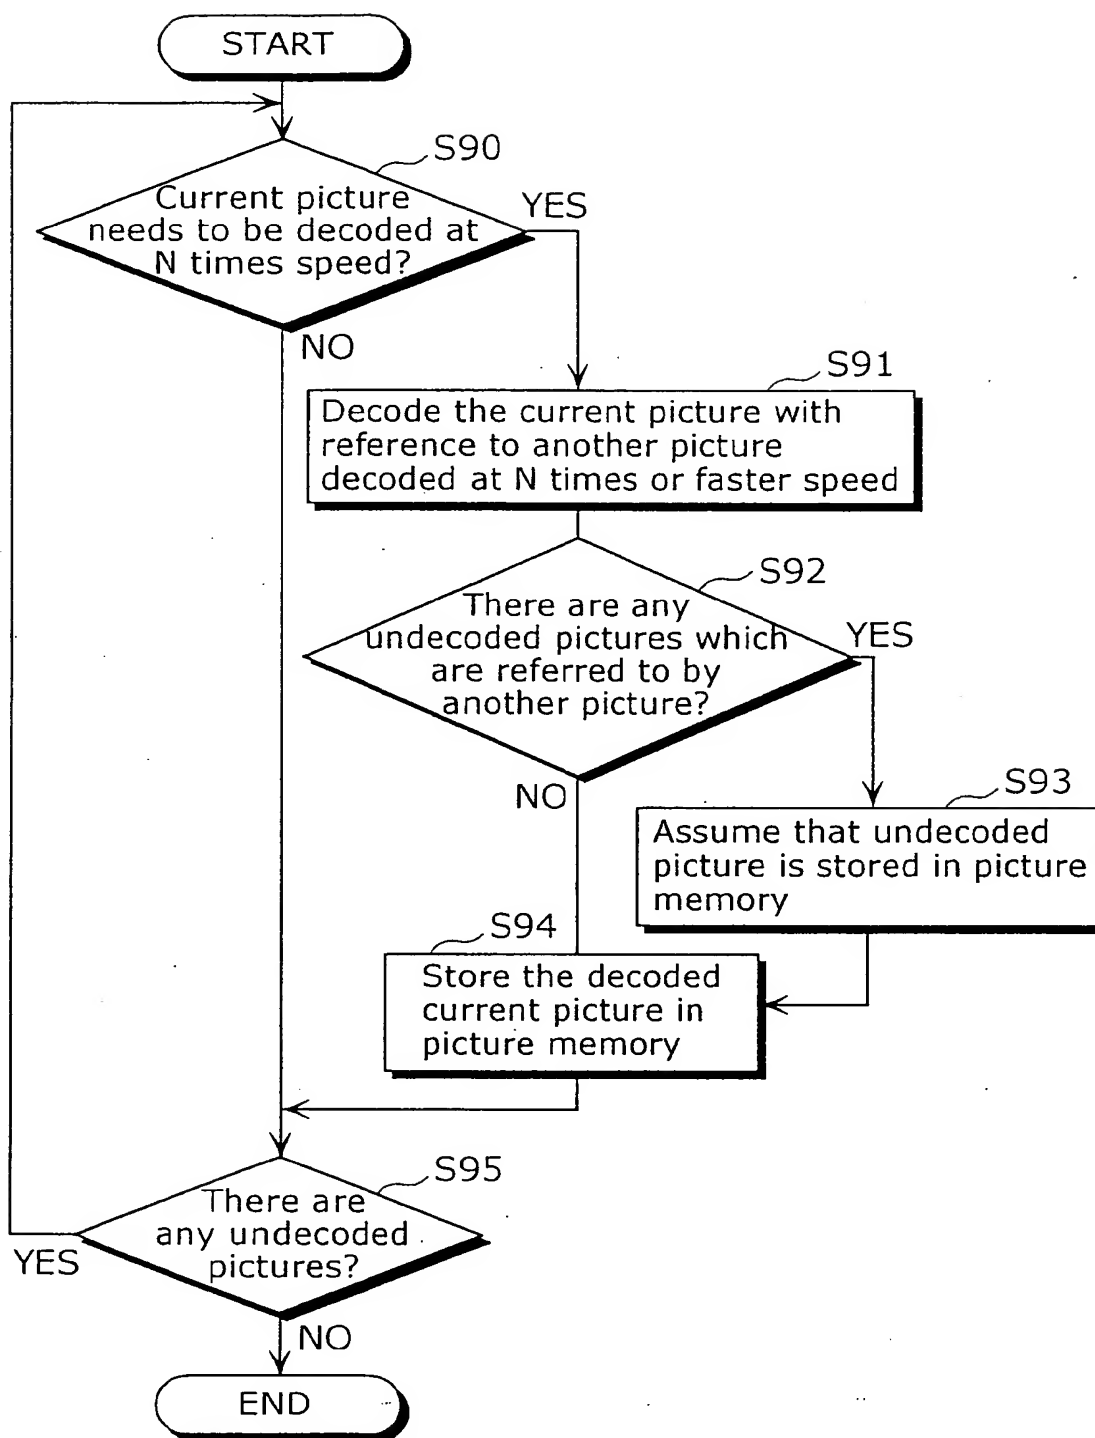 START
S90
Current picture
needs to be decoded at
N times speed?
YES
NO
S91
Decode the current picture with
reference to another picture
decoded at N times or faster speed
S92
There are any
undecoded pictures which
are referred to by
another picture?
YES
NO
S93
Assume that undecoded
picture is stored in picture
memory
S94
Store the decoded
current picture in
picture memory
S95
There are
any undecoded
pictures?
YES
NO
END